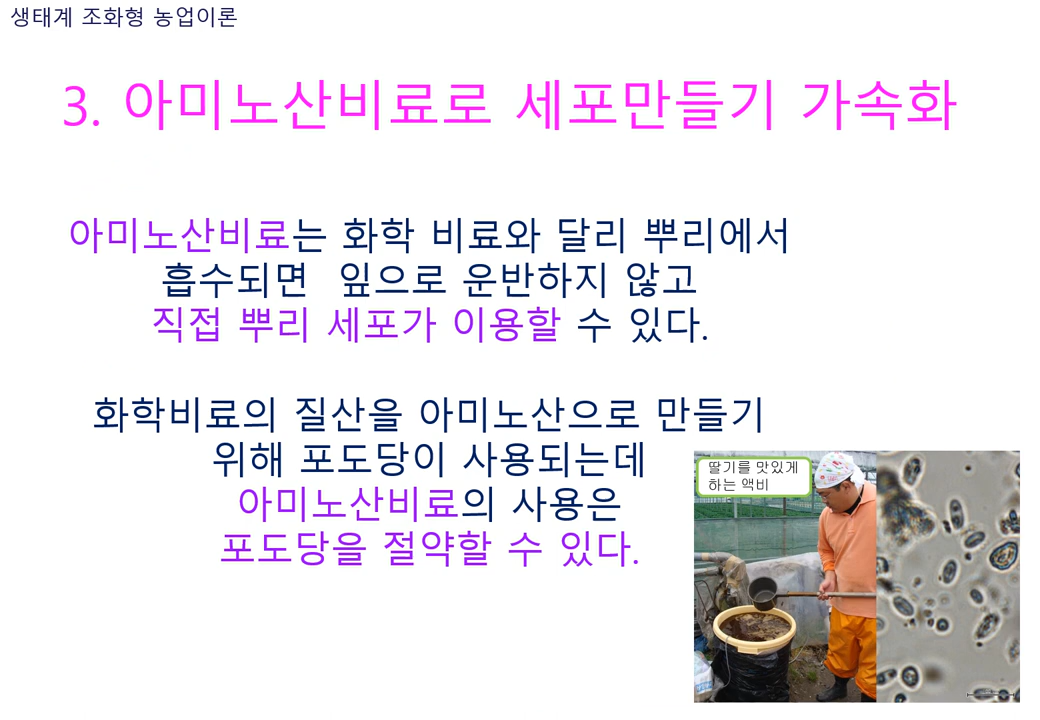 생태계 조화형 농업이론
3. 아미노산비료로 세포만들기 가속화
아미노산비료는 화학 비료와 달리 뿌리에서
흡수되면 잎으로 운반하지 않고
직접 뿌리 세포가 이용할 수 있다.
화학비료의 질산을 아미노산으로 만들기
위해 포도당이 사용되는데
아미노산비료의 사용은
포도당을 절약할 수 있다.
딸기를 맛있게
하는 액비